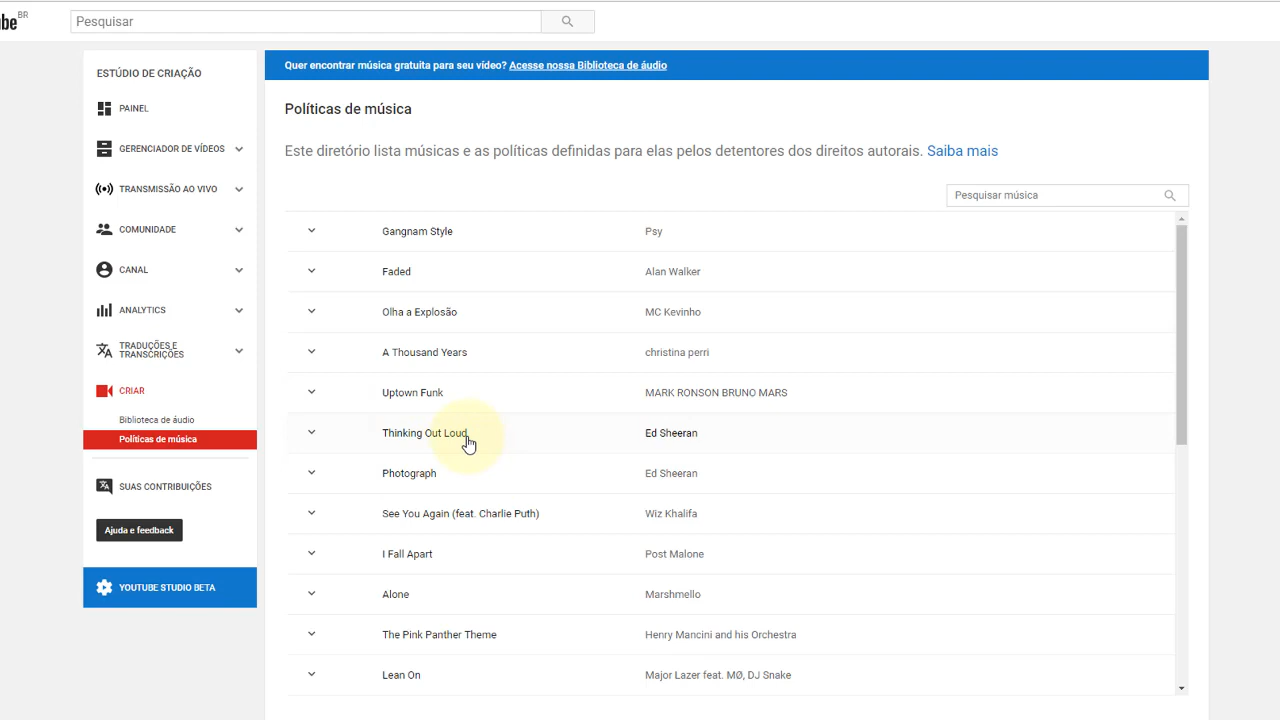 BR
Pesquisar
ESTÚDIO DE CRIAÇÃO
PAINEL
GERENCIADOR DE VÍDEOS
TRANSMISSÃO AO VIVO
COMUNIDADE
CANAL
ANALYTICS
TRADUÇÕES E
TRANSCRIÇÕES
CRIAR
Biblioteca de áudio
Políticas de música
SUAS CONTRIBUIÇÕES
Ajuda e feedback
YOUTUBE STUDIO BETA
Quer encontrar música gratuita para seu vídeo? Acesse nossa Biblioteca de áudio
Políticas de música
Este diretório lista músicas e as políticas definidas para elas pelos detentores dos direitos autorais. Saiba mais
Pesquisar música
Gangnam Style Psy
Faded Alan Walker
Olha a Explosão MC Kevinho
A Thousand Years christina perri
Uptown Funk MARK RONSON BRUNO MARS
Thinking Out Loud Ed Sheeran
Photograph Ed Sheeran
See You Again (feat. Charlie Puth) Wiz Khalifa
I Fall Apart Post Malone
Alone Marshmello
The Pink Panther Theme Henry Mancini and his Orchestra
Lean On Major Lazer feat. MØ, DJ Snake